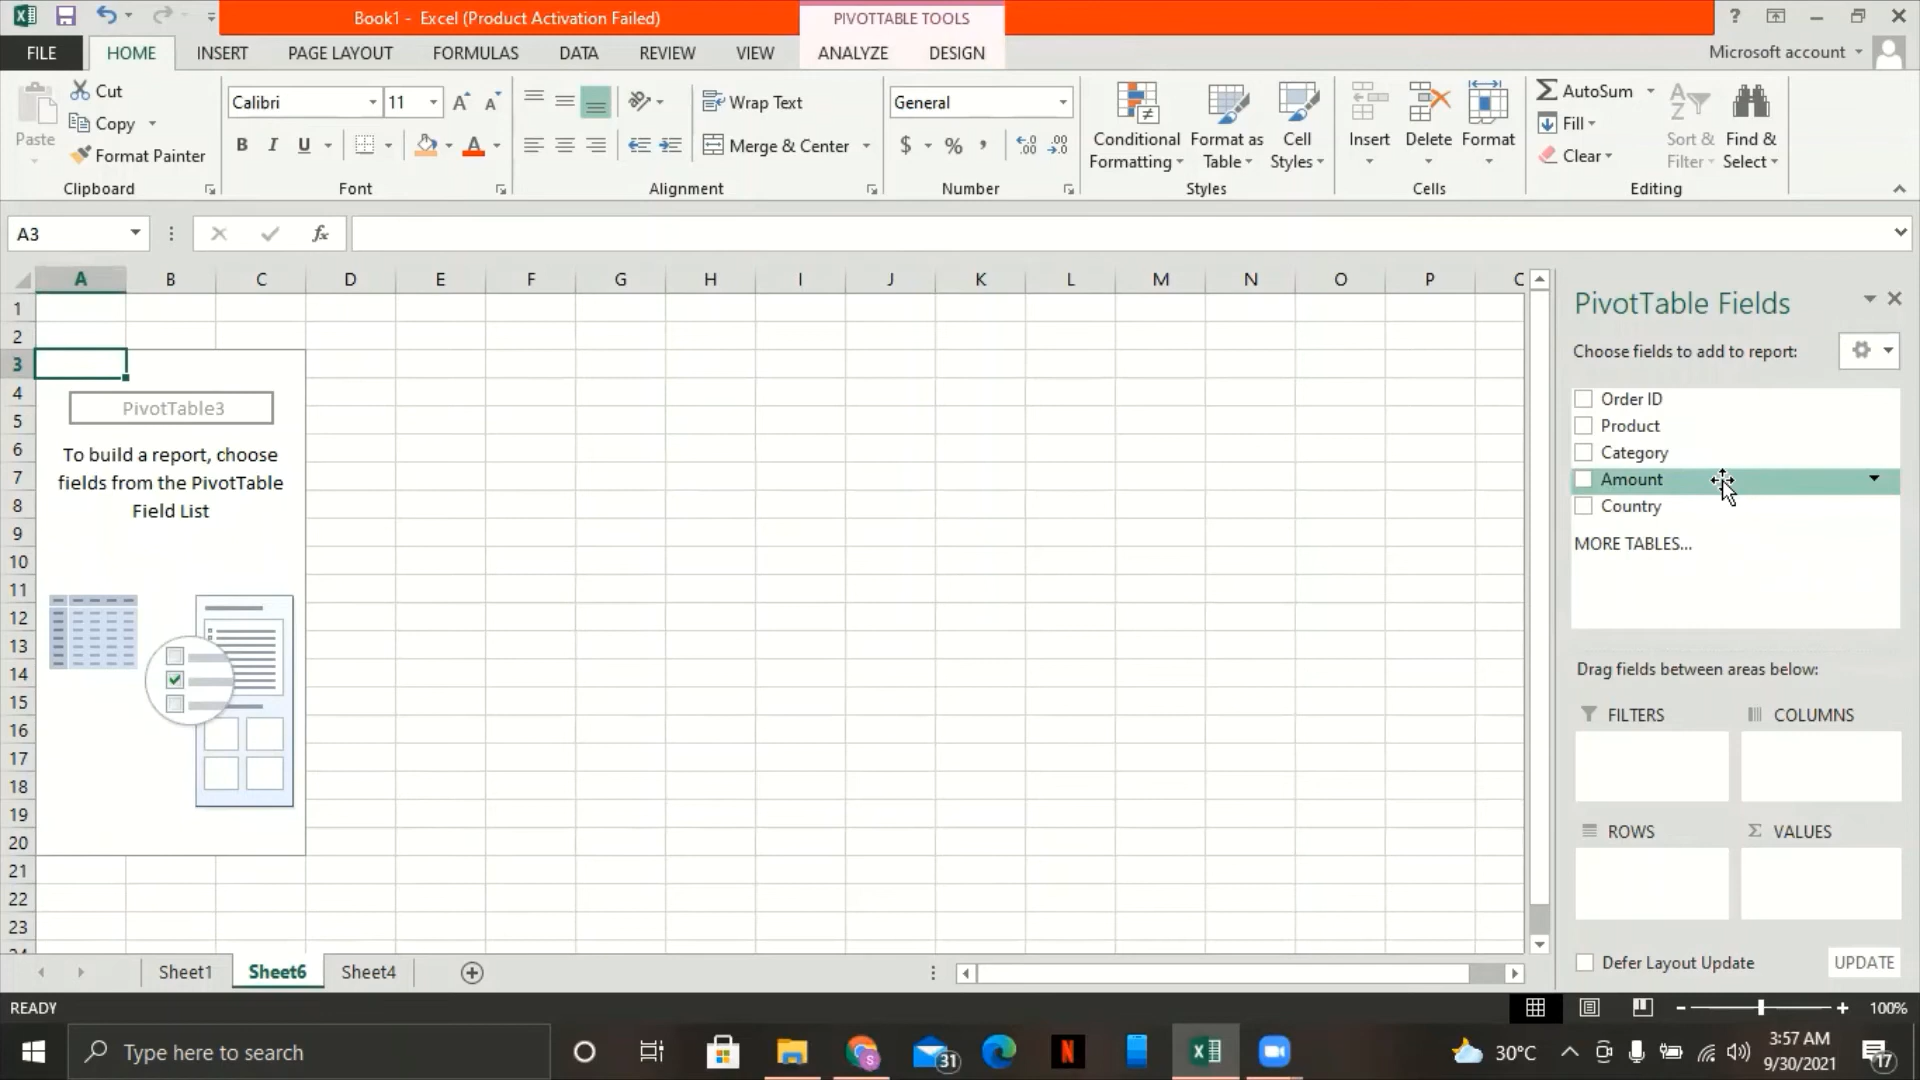 Book1 - Excel (Product Activation Failed)
PIVOTTABLE TOOLS
?
FILE HOME INSERT PAGE LAYOUT FORMULAS DATA REVIEW VIEW ANALYZE DESIGN
Microsoft account
Paste
Cut
Copy
Format Painter
Clipboard
Calibri 11
B I U
Font
Wrap Text
Merge & Center
Alignment
General
$ % ,
Number
Conditional Formatting
Format as Table
Cell Styles
Styles
Insert
Delete
Format
Cells
AutoSum
Fill
Clear
Sort & Filter
Find & Select
Editing
A3
fx
A B C D E F G H I J K L M N O P
1
2
3
4
5
6
7
8
9
10
11
12
13
14
15
16
17
18
19
20
21
22
23
PivotTable3
To build a report, choose
fields from the PivotTable
Field List
PivotTable Fields
Choose fields to add to report:
Order ID
Product
Category
Amount
Country
MORE TABLES...
Drag fields between areas below:
FILTERS
COLUMNS
ROWS
Σ VALUES
Defer Layout Update
UPDATE
Sheet1 Sheet6 Sheet4
READY
100%
Type here to search
31
30°C
3:57 AM
9/30/2021
17